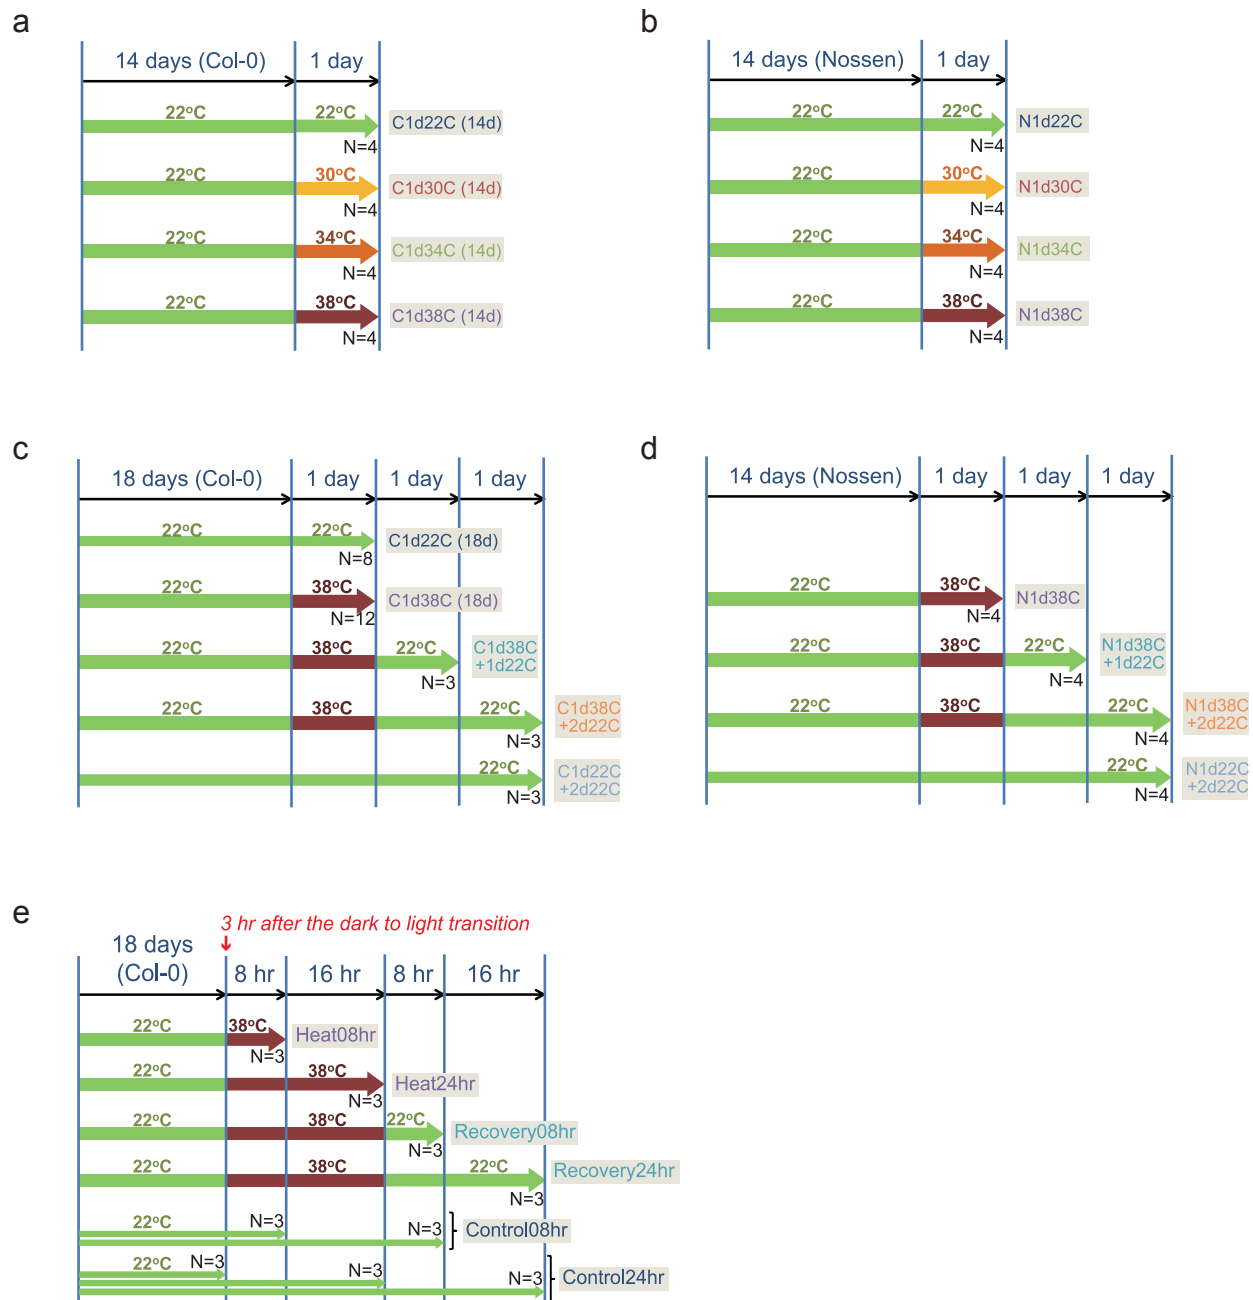 a
14 days (Col-0) 1 day
22°C 22°C
C1d22C (14d)
N=4
22°C 30°C
C1d30C (14d)
N=4
22°C 34°C
C1d34C (14d)
N=4
22°C 38°C
C1d38C (14d)
N=4
b
14 days (Nossen) 1 day
22°C 22°C
N1d22C
N=4
22°C 30°C
N1d30C
N=4
22°C 34°C
N1d34C
N=4
22°C 38°C
N1d38C
N=4
c
18 days (Col-0) 1 day 1 day 1 day
22°C 22°C
C1d22C (18d)
N=8
22°C 38°C
C1d38C (18d)
N=12
22°C 38°C 22°C
C1d38C
+1d22C
N=3
22°C 38°C 22°C
C1d38C
+2d22C
N=3
22°C
C1d22C
+2d22C
N=3
d
14 days (Nossen) 1 day 1 day 1 day
22°C 38°C
N1d38C
N=4
22°C 38°C 22°C
N1d38C
+1d22C
N=4
22°C 38°C 22°C
N1d38C
+2d22C
N=4
22°C
N1d22C
+2d22C
N=4
e
3 hr after the dark to light transition
18 days
(Col-0) 8 hr 16 hr 8 hr 16 hr
22°C 38°C
Heat08hr
N=3
22°C 38°C
Heat24hr
N=3
22°C 38°C 22°C
Recovery08hr
N=3
22°C 38°C 22°C
Recovery24hr
N=3
22°C N=3 N=3
Control08hr
22°C N=3 N=3 N=3
Control24hr